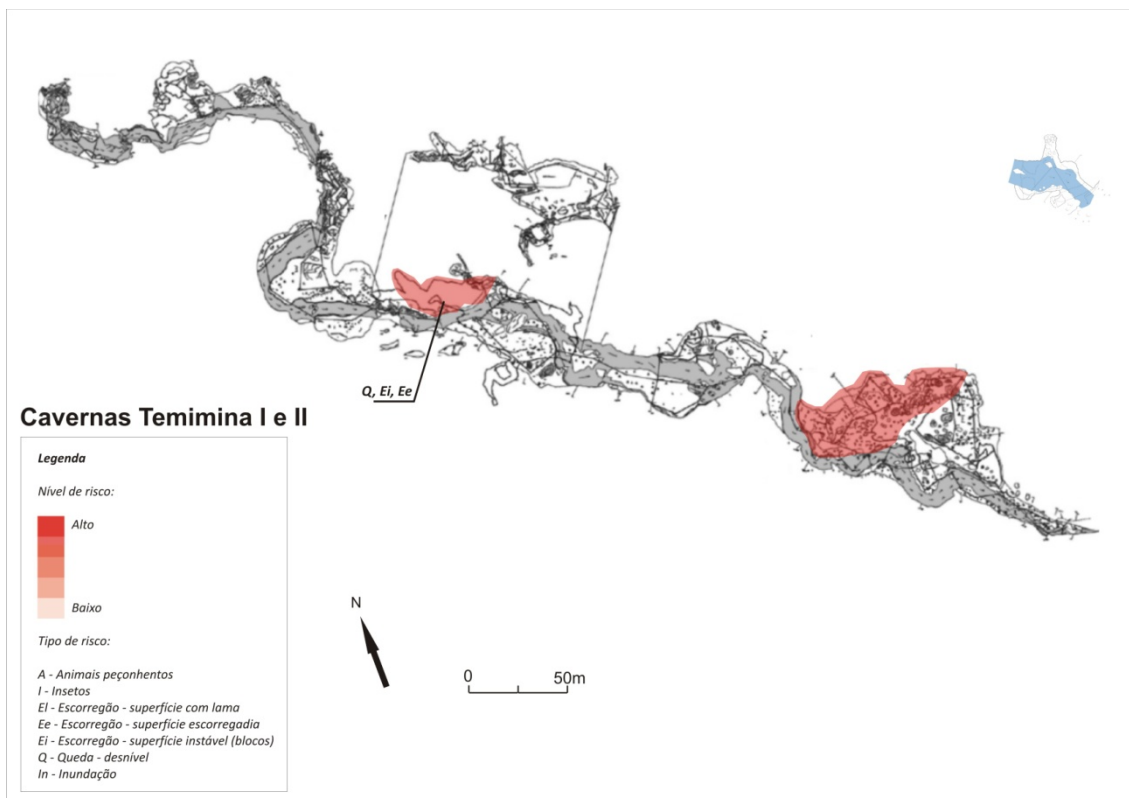 Q, Ei, Ee
Cavernas Temimina I e II
Legenda
Nível de risco:
Alto
Baixo
Tipo de risco:
A - Animais peçonhentos
I - Insetos
El - Escorregão - superfície com lama
Ee - Escorregão - superfície escorregadia
Ei - Escorregão - superfície instável (blocos)
Q - Queda - desnível
In - Inundação
N
0 50m